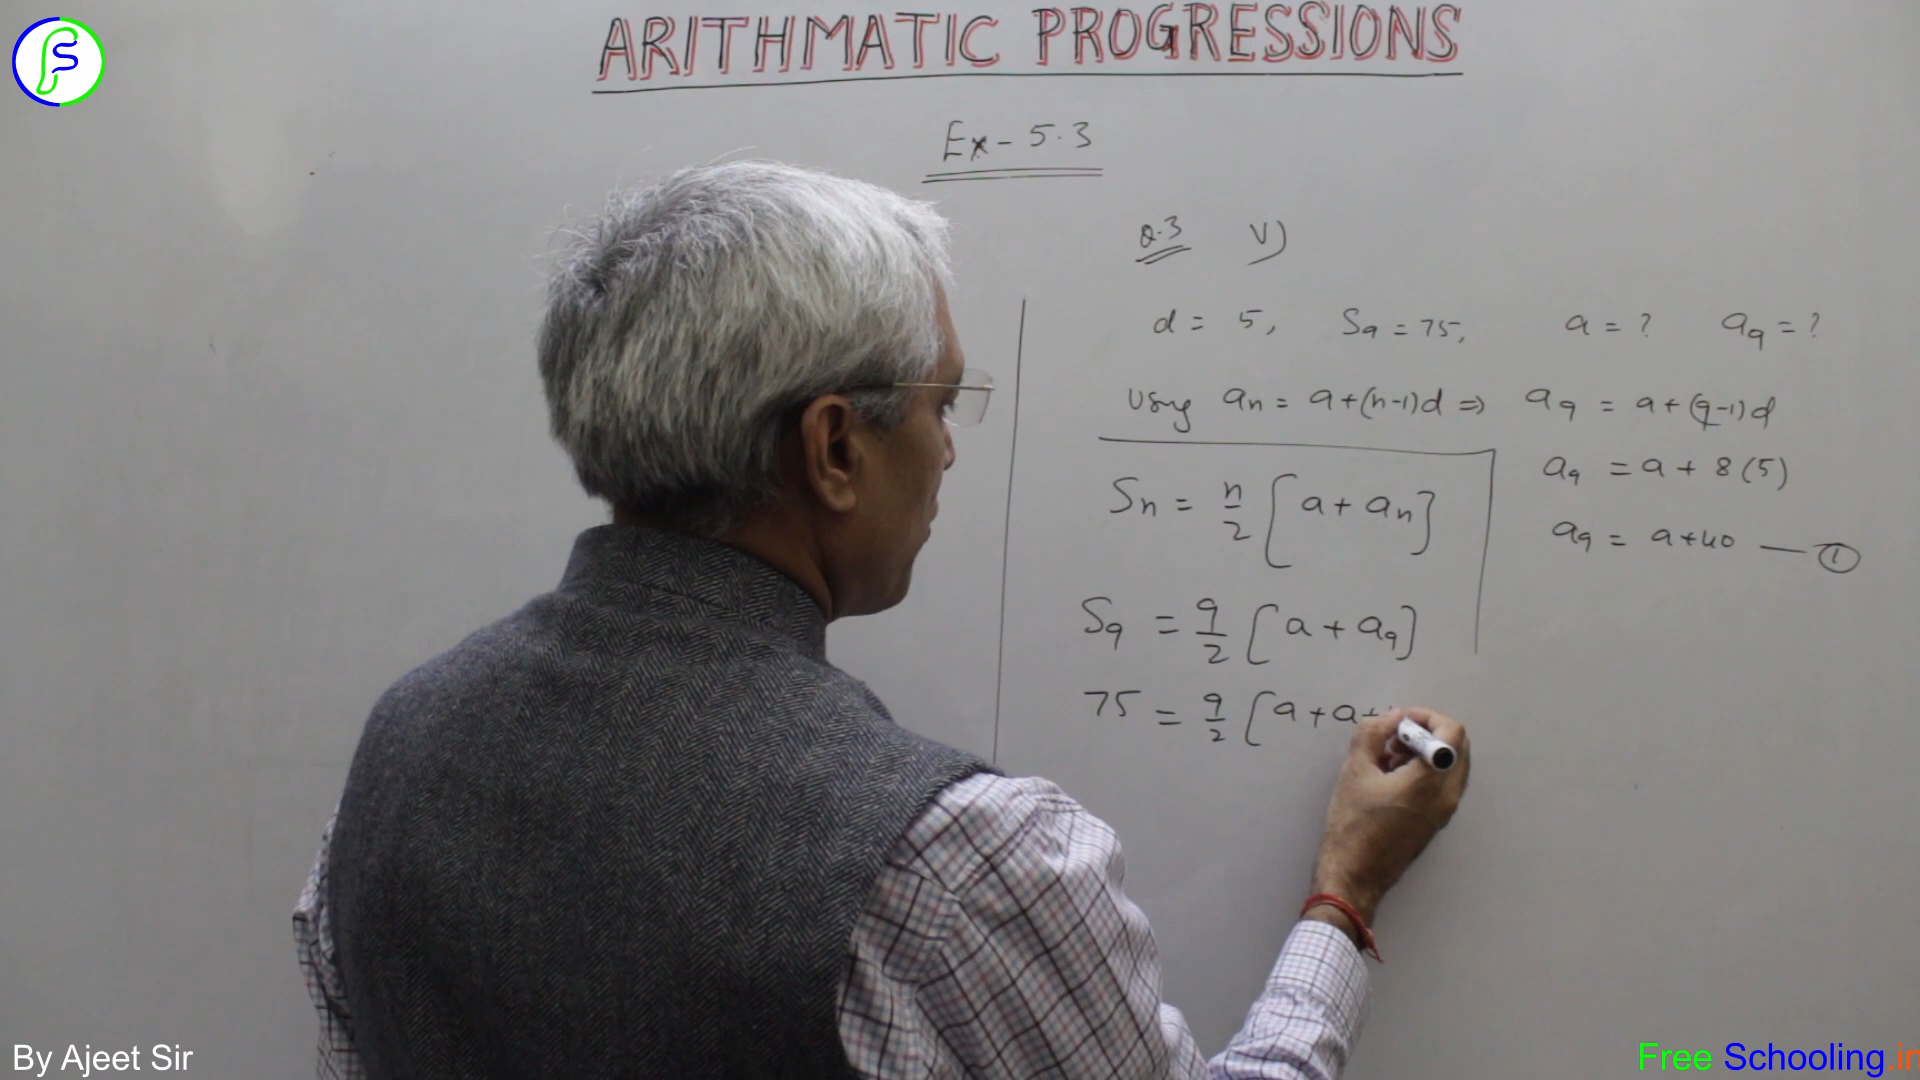 ARITHMATIC PROGRESSIONS
Ex - 5.3
Q.3 V)
d = 5, S9 = 75, a = ? a9 = ?
Using an = a+(n-1)d ⇒ a9 = a+(9-1)d
a9 = a + 8(5)
a9 = a+40 — ①
Sn = n/2 [a + an]
S9 = 9/2 [a + a9]
75 = 9/2 [a + a+
By Ajeet Sir
Free Schooling.in